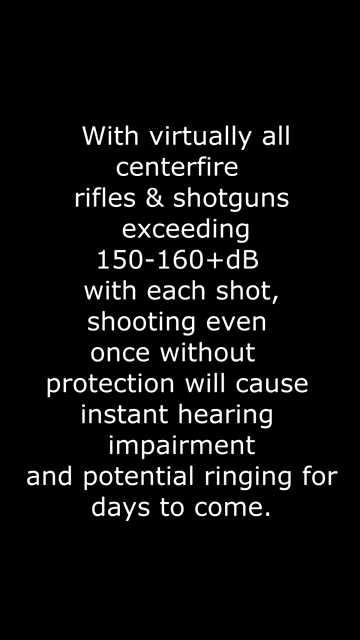 With virtually all
centerfire
rifles & shotguns
exceeding
150-160+dB
with each shot,
shooting even
once without
protection will cause
instant hearing
impairment
and potential ringing for
days to come.